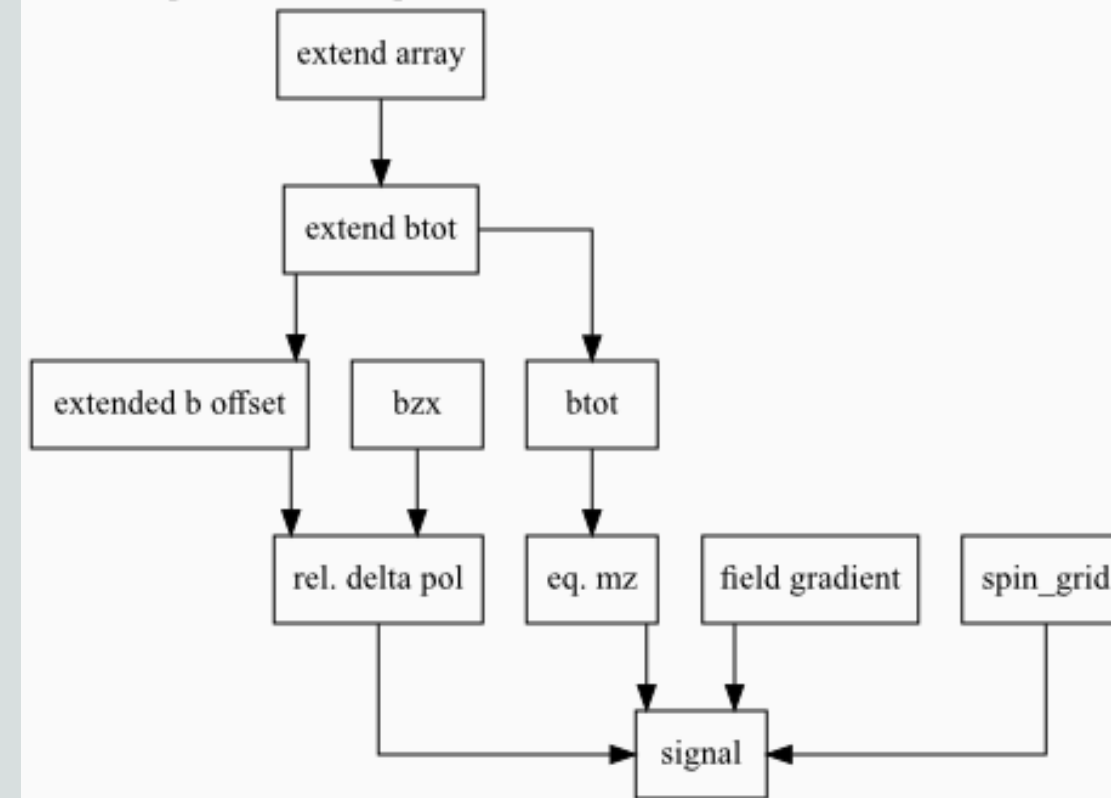 extend array
extend btot
extended b offset
bzx
btot
rel. delta pol
eq. mz
field gradient
spin_grid
signal